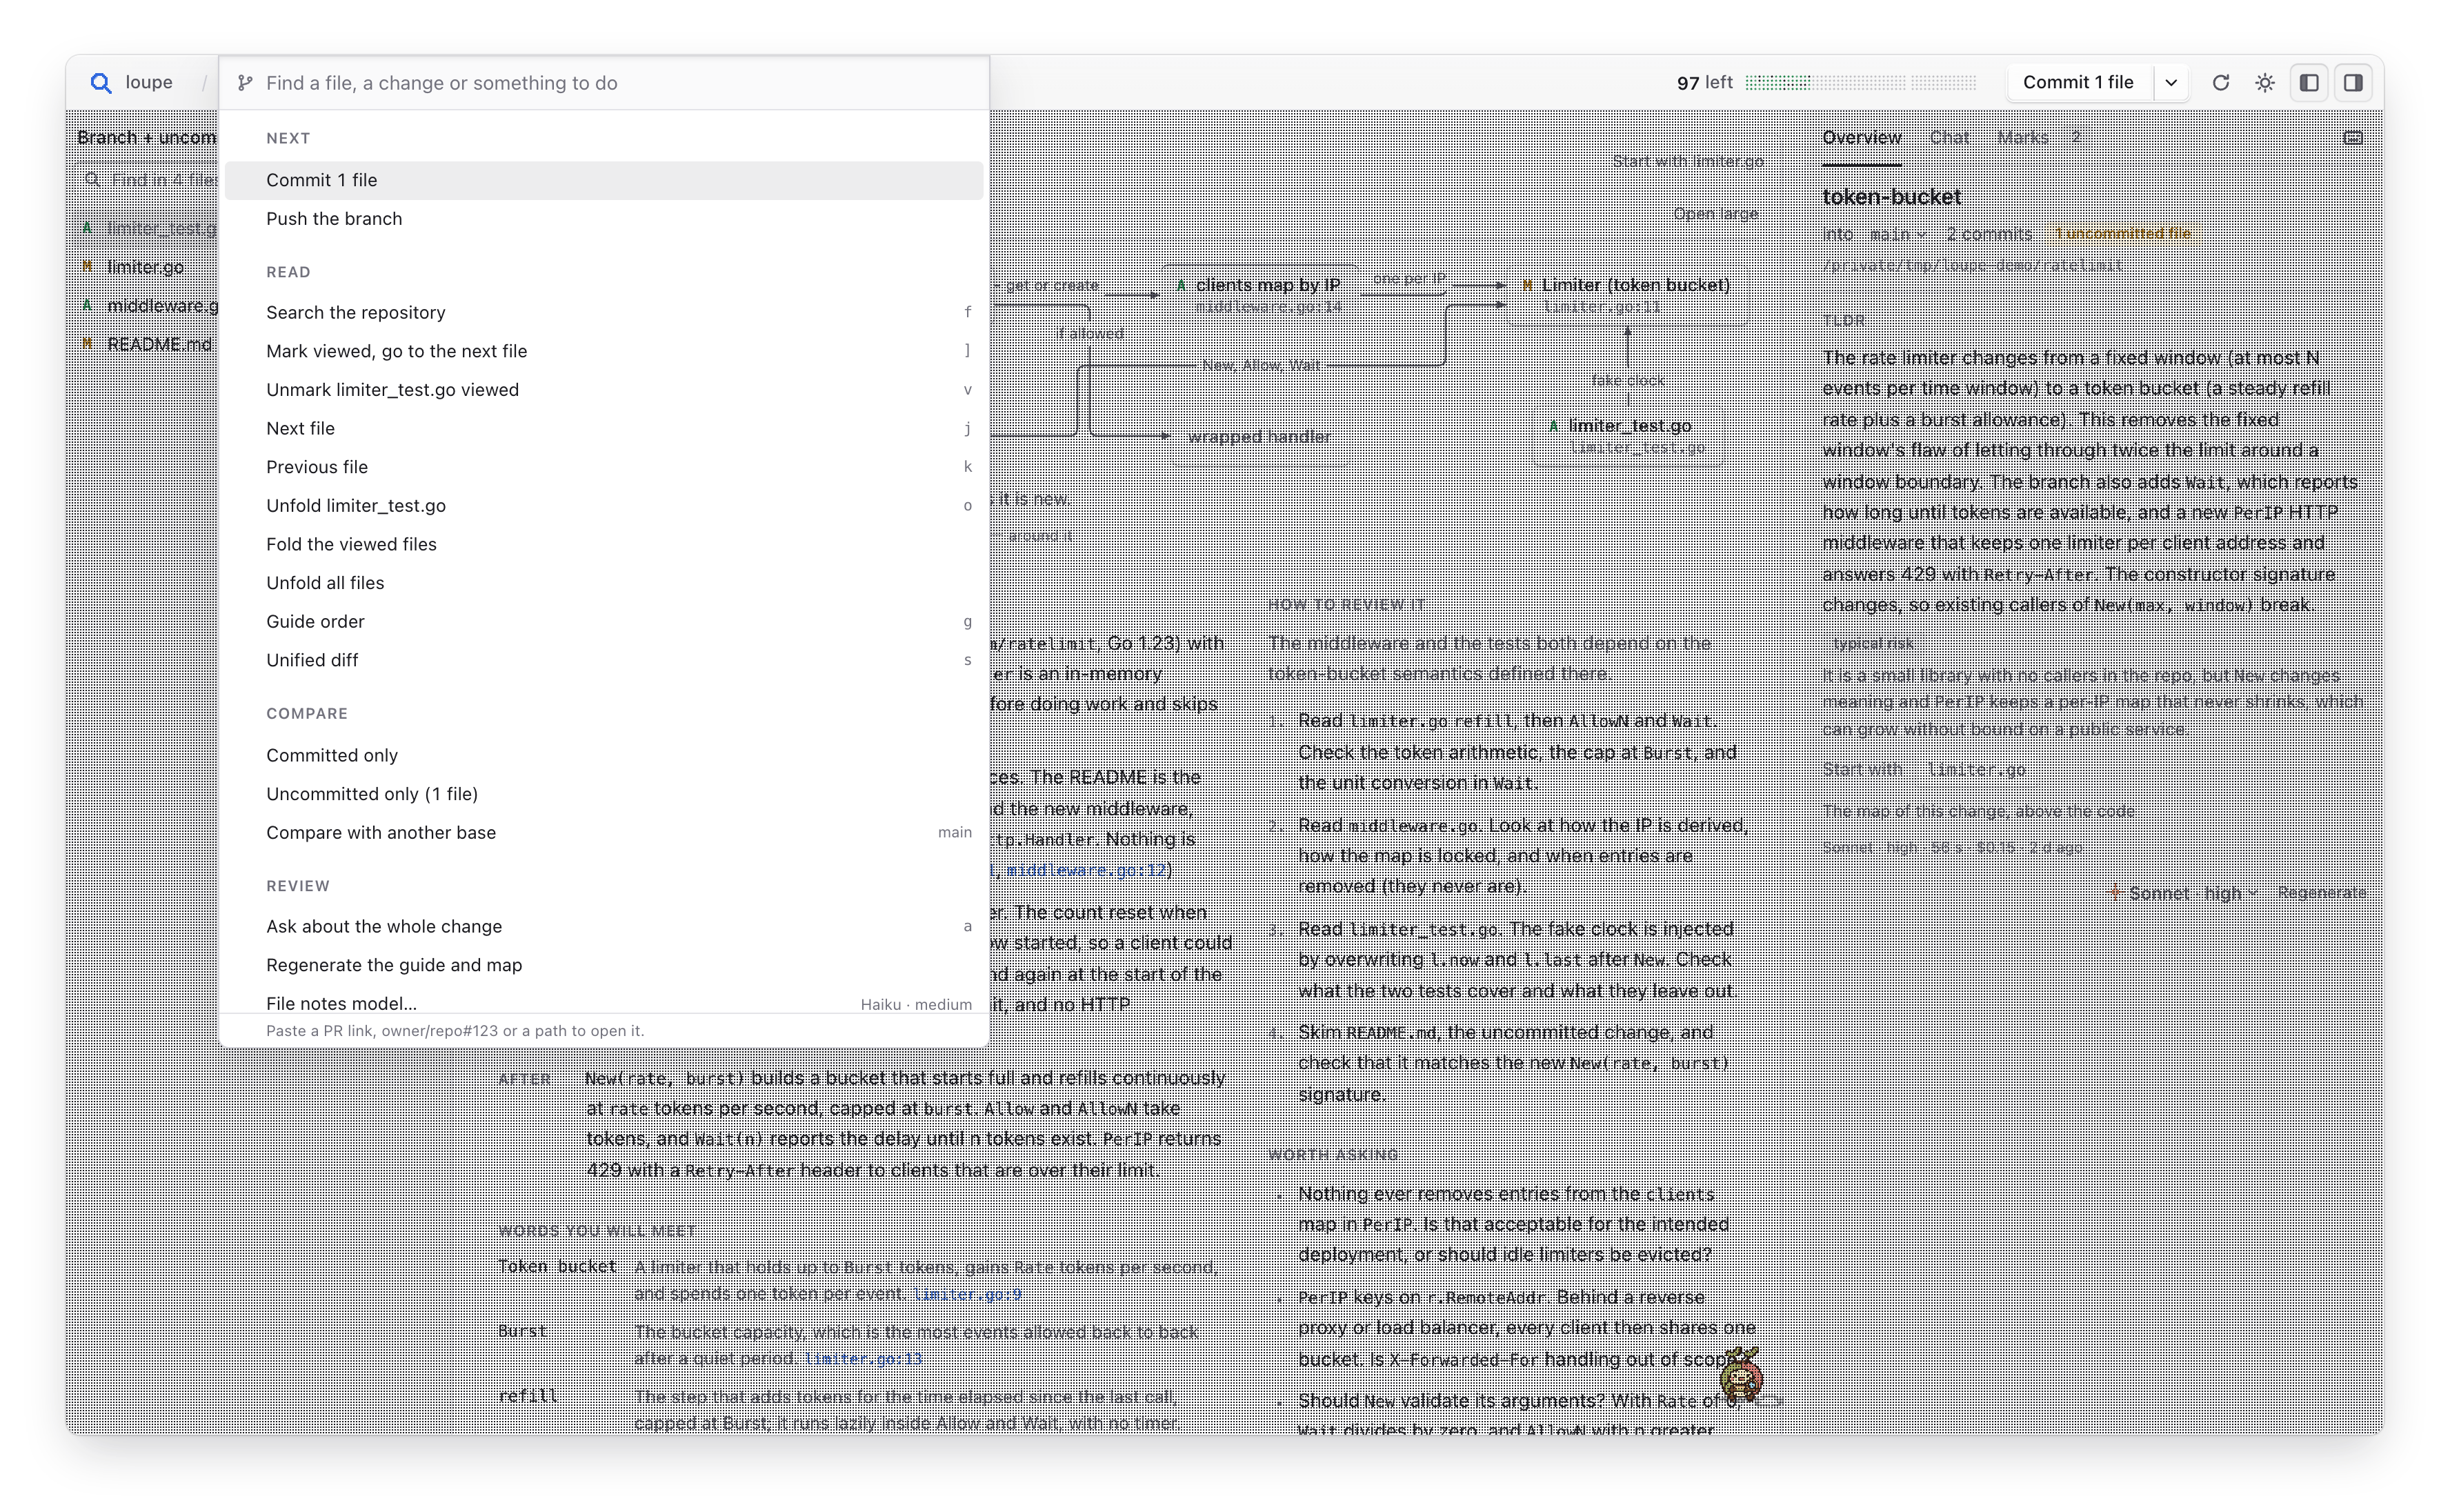 loupe /
Find a file, a change or something to do
97 left
Commit 1 file
Branch + uncom
Find in 4 files
A limiter_test.g
M limiter.go
A middleware.g
M README.md
NEXT
Commit 1 file
Push the branch
READ
Search the repository f
Mark viewed, go to the next file ]
Unmark limiter_test.go viewed v
Next file j
Previous file k
Unfold limiter_test.go o
Fold the viewed files
Unfold all files
Guide order g
Unified diff s
COMPARE
Committed only
Uncommitted only (1 file)
Compare with another base main
REVIEW
Ask about the whole change a
Regenerate the guide and map
File notes model... Haiku · medium
Paste a PR link, owner/repo#123 or a path to open it.
Start with limiter.go
Open large
get or create
A clients map by IP
middleware.go:14
one per IP
M Limiter (token bucket)
limiter.go:11
if allowed
New, Allow, Wait
fake clock
A limiter_test.go
limiter_test.go
wrapped handler
it is new.
around it
m/ratelimit, Go 1.23) with
er is an in-memory
fore doing work and skips
ces. The README is the
d the new middleware,
tp.Handler. Nothing is
, middleware.go:12)
er. The count reset when
ow started, so a client could
nd again at the start of the
it, and no HTTP
AFTER New(rate, burst) builds a bucket that starts full and refills continuously
at rate tokens per second, capped at burst. Allow and AllowN take
tokens, and Wait(n) reports the delay until n tokens exist. PerIP returns
429 with a Retry-After header to clients that are over their limit.
WORDS YOU WILL MEET
Token bucket A limiter that holds up to Burst tokens, gains Rate tokens per second,
and spends one token per event. limiter.go:9
Burst The bucket capacity, which is the most events allowed back to back
after a quiet period. limiter.go:13
refill The step that adds tokens for the time elapsed since the last call,
capped at Burst; it runs lazily inside Allow and Wait, with no timer.
HOW TO REVIEW IT
The middleware and the tests both depend on the
token-bucket semantics defined there.
1. Read limiter.go refill, then AllowN and Wait.
Check the token arithmetic, the cap at Burst, and
the unit conversion in Wait.
2. Read middleware.go. Look at how the IP is derived,
how the map is locked, and when entries are
removed (they never are).
3. Read limiter_test.go. The fake clock is injected
by overwriting l.now and l.last after New. Check
what the two tests cover and what they leave out.
4. Skim README.md, the uncommitted change, and
check that it matches the new New(rate, burst)
signature.
WORTH ASKING
• Nothing ever removes entries from the clients
map in PerIP. Is that acceptable for the intended
deployment, or should idle limiters be evicted?
• PerIP keys on r.RemoteAddr. Behind a reverse
proxy or load balancer, every client then shares one
bucket. Is X-Forwarded-For handling out of scope
• Should New validate its arguments? With Rate of 0,
Wait divides by zero, and AllowN with n greater
Overview Chat Marks 2
token-bucket
into main 2 commits 1 uncommitted file
/private/tmp/loupe-demo/ratelimit
TLDR
The rate limiter changes from a fixed window (at most N
events per time window) to a token bucket (a steady refill
rate plus a burst allowance). This removes the fixed
window's flaw of letting through twice the limit around a
window boundary. The branch also adds Wait, which reports
how long until tokens are available, and a new PerIP HTTP
middleware that keeps one limiter per client address and
answers 429 with Retry-After. The constructor signature
changes, so existing callers of New(max, window) break.
typical risk
It is a small library with no callers in the repo, but New changes
meaning and PerIP keeps a per-IP map that never shrinks, which
can grow without bound on a public service.
Start with limiter.go
The map of this change, above the code
Sonnet · high · 56 s · $0.15 · 2 d ago
Sonnet · high Regenerate